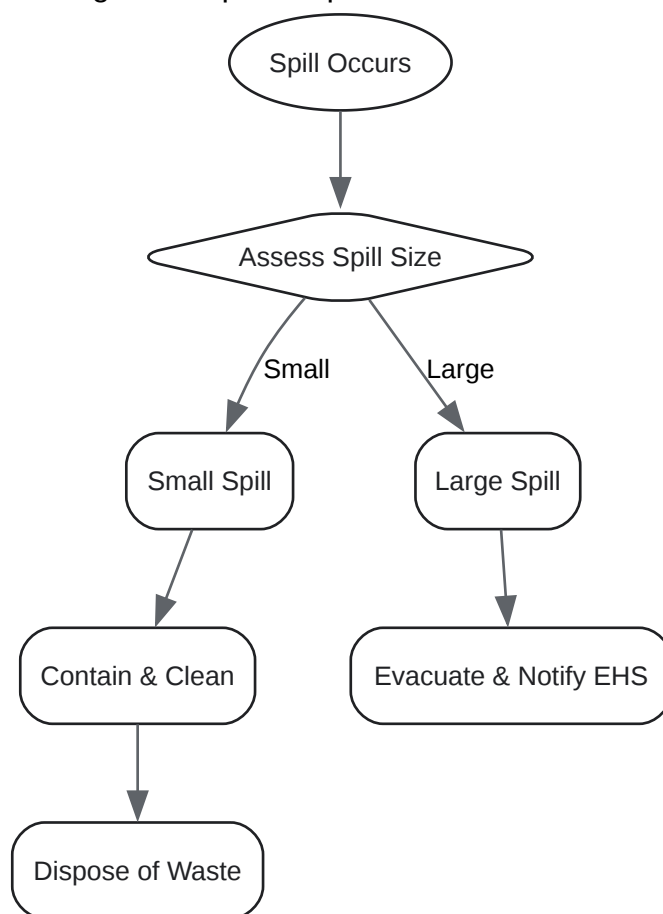 Spill Occurs
Assess Spill Size
Small
Large
Small Spill
Large Spill
Contain & Clean
Evacuate & Notify EHS
Dispose of Waste